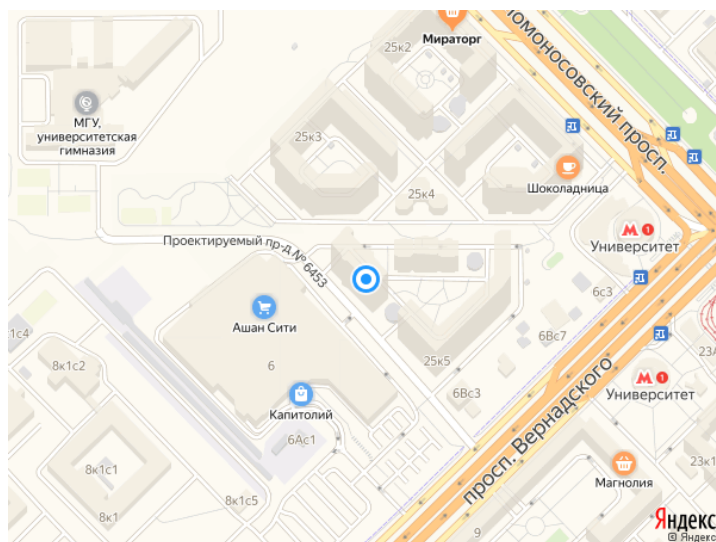 Мираторг
25к2
Ломоносовский просп.
МГУ,
университетская
гимназия
25к3
25к4
Шоколадница
Университет
Проектируемый пр-д № 6453
6с3
Ашан Сити
6
6Вс7
25к5
6Вс3
Капитолий
6Ас1
1с4
8к1с2
8к1с1
8к1
8к1с5
просп. Вернадского
Университет
Магнолия
9
23к1
Яндекс
© Яндекс